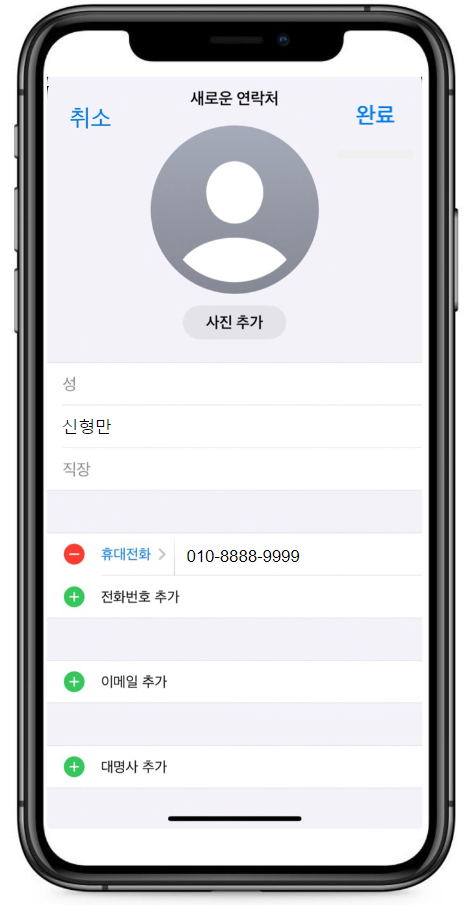 새로운 연락처
취소
완료
사진 추가
성
신형만
직장
휴대전화 010-8888-9999
전화번호 추가
이메일 추가
대명사 추가